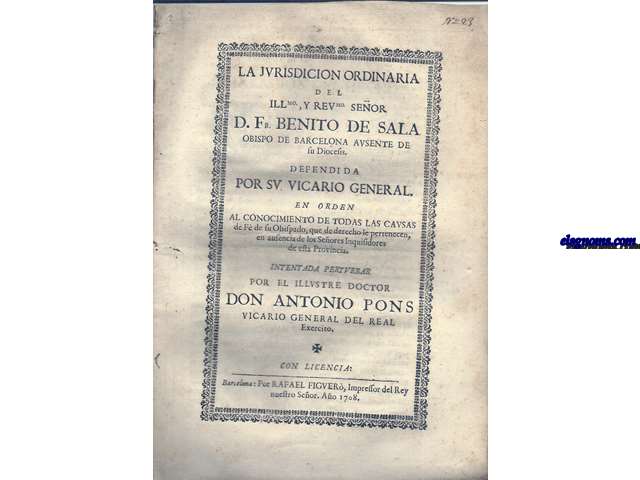 LA JVRISDICION ORDINARIA
DEL
ILL.mo, Y REV.mo SEÑOR
D. FR. BENITO DE SALA
OBISPO DE BARCELONA AVSENTE DE
su Diocesis.
DEFENDIDA
POR SV VICARIO GENERAL.
EN ORDEN
AL CONOCIMIENTO DE TODAS LAS CAVSAS
de Fè de su Obispado, que de derecho le pertenecen,
en ausencia de los Señores Inquisidores
de esta Provincia.
INTENTADA PERTVRBAR
POR EL ILLVSTRE DOCTOR
DON ANTONIO PONS
VICARIO GENERAL DEL REAL
Exercito.
CON LICENCIA:
Barcelona: Por RAFAEL FIGVERÒ, Impressor del Rey
nuestro Señor. Año 1708.
elagnoma.com